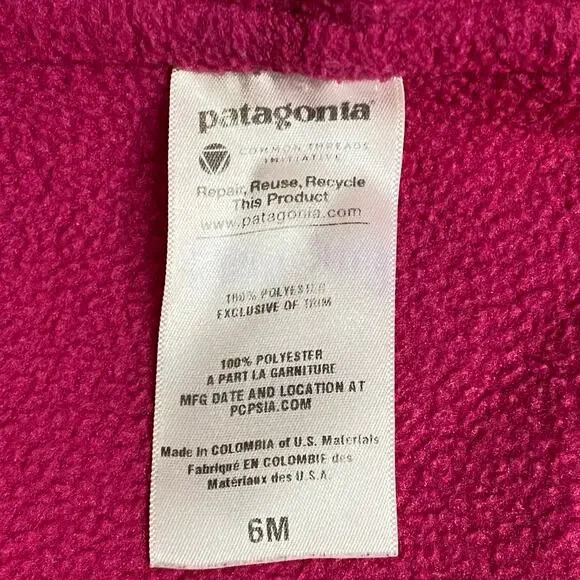 patagonia
COMMON THREADS
INITIATIVE
Repair, Reuse, Recycle
This Product
www.patagonia.com
100% POLYESTER
EXCLUSIVE OF TRIM
100% POLYESTER
A PART LA GARNITURE
MFG DATE AND LOCATION AT
PCPSIA.COM
Made in COLOMBIA of U.S. Materials
Fabriqué EN COLOMBIE des
Matériaux des U.S.A.
6M